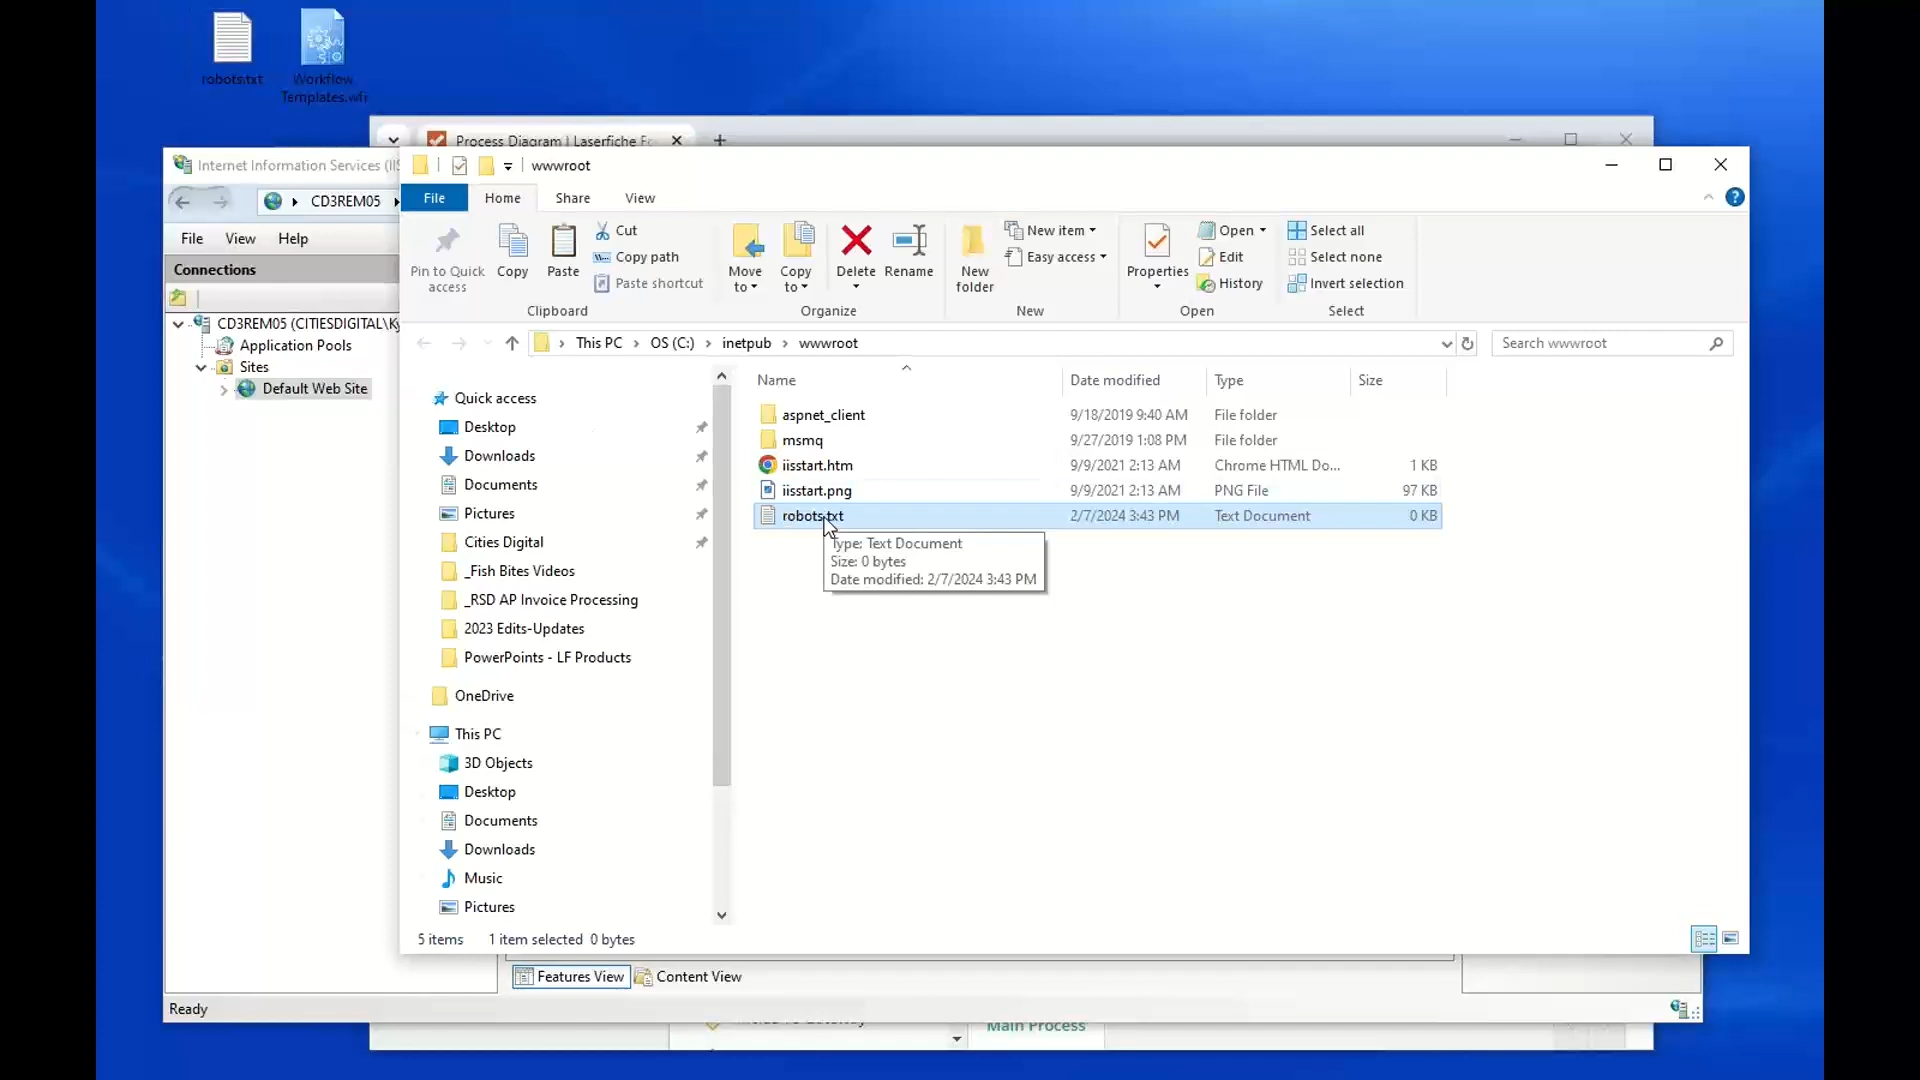 robots.txt
Workflow
Templates.wfi
Process Diagram | Laserfiche Fo
Internet Information Services (IIS
wwwroot
CD3REM05
File
View
Help
Connections
CD3REM05 (CITIESDIGITAL\Ky
Application Pools
Sites
Default Web Site
File
Home
Share
View
Pin to Quick
access
Copy
Paste
Cut
Copy path
Paste shortcut
Clipboard
Move
to
Copy
to
Delete
Rename
Organize
New
folder
New item
Easy access
New
Properties
Open
Edit
History
Open
Select all
Select none
Invert selection
Select
This PC
OS (C:)
inetpub
wwwroot
Search wwwroot
Quick access
Desktop
Downloads
Documents
Pictures
Cities Digital
_Fish Bites Videos
_RSD AP Invoice Processing
2023 Edits-Updates
PowerPoints - LF Products
OneDrive
This PC
3D Objects
Desktop
Documents
Downloads
Music
Pictures
Name Date modified Type Size
aspnet_client 9/18/2019 9:40 AM File folder
msmq 9/27/2019 1:08 PM File folder
iisstart.htm 9/9/2021 2:13 AM Chrome HTML Do... 1 KB
iisstart.png 9/9/2021 2:13 AM PNG File 97 KB
robots.txt 2/7/2024 3:43 PM Text Document 0 KB
Type: Text Document
Size: 0 bytes
Date modified: 2/7/2024 3:43 PM
5 items 1 item selected 0 bytes
Features View
Content View
Ready
Main Process